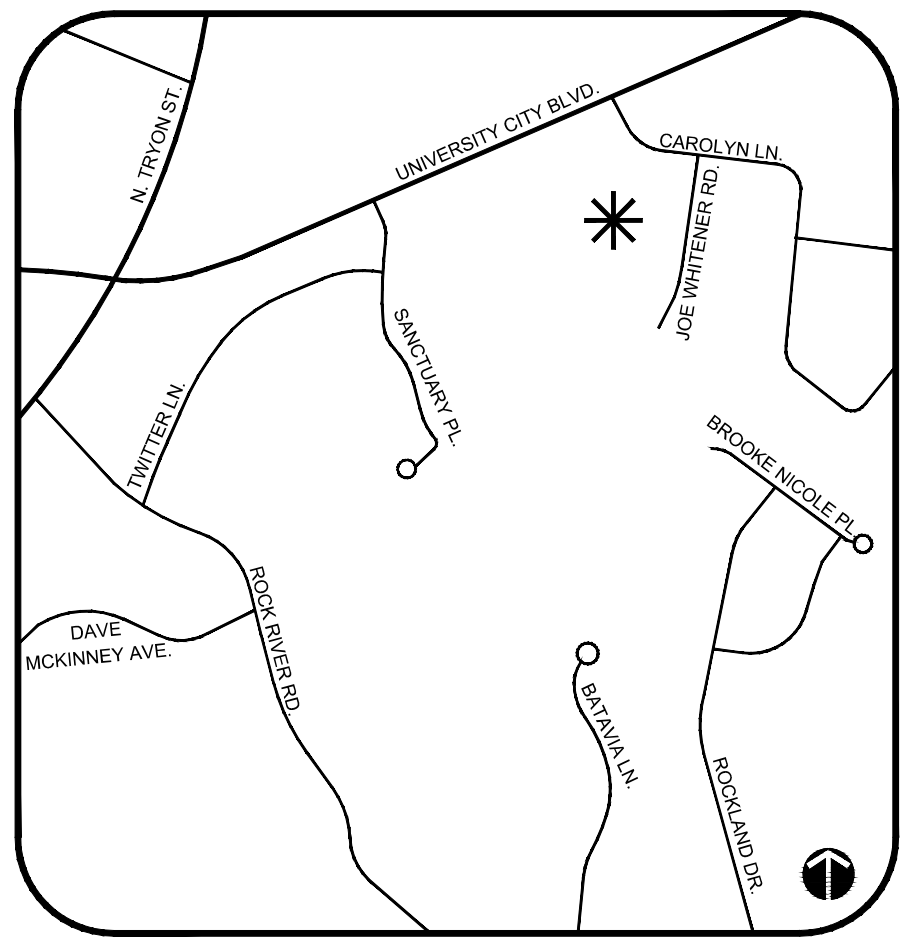 N. TRYON ST.
UNIVERSITY CITY BLVD.
CAROLYN LN.
JOE WHITENER RD.
SANCTUARY PL.
TWITTER LN.
BROOKE NICOLE PL.
ROCK RIVER RD.
DAVE
MCKINNEY AVE.
BATAVIA LN.
ROCKLAND DR.